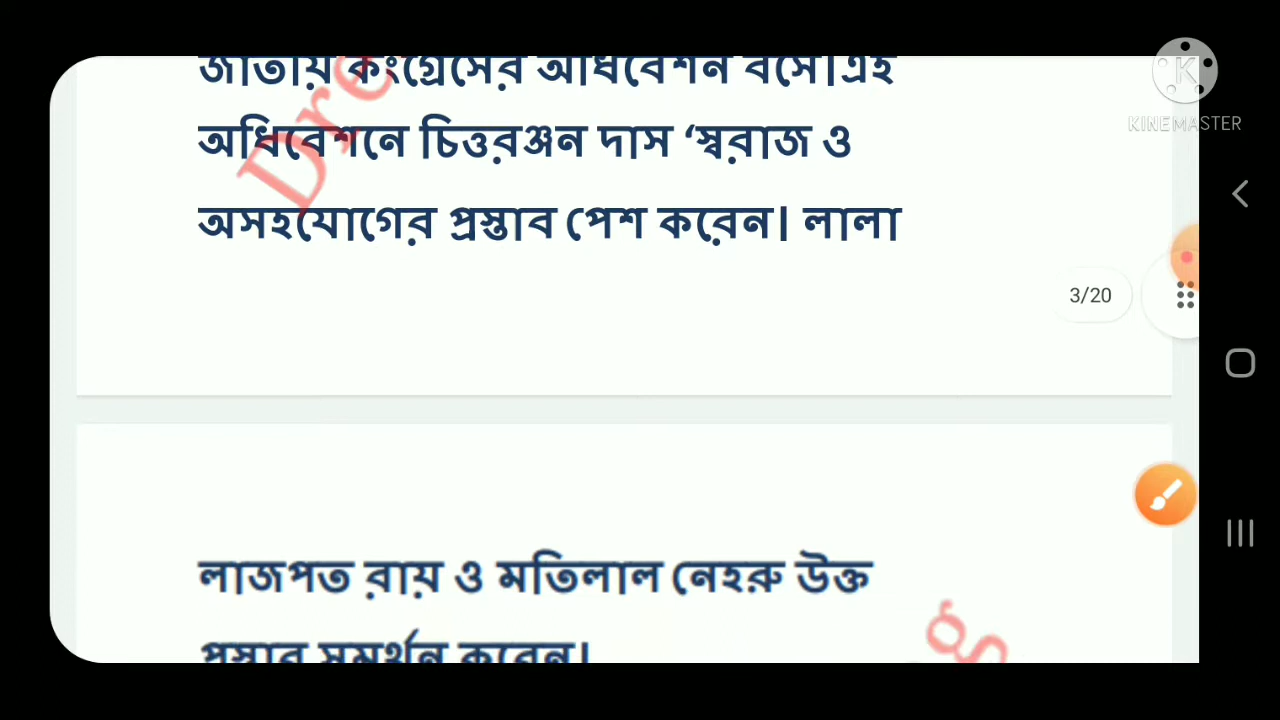 জাতীয় কংগ্রেসের অধিবেশন বসে।এই
অধিবেশনে চিত্তরঞ্জন দাস ‘স্বরাজ ও
অসহযোগের প্রস্তাব পেশ করেন। লালা
লাজপত রায় ও মতিলাল নেহরু উক্ত
প্রস্তাব সমর্থন করেন।
3/20
KINEMASTER
Dre
g